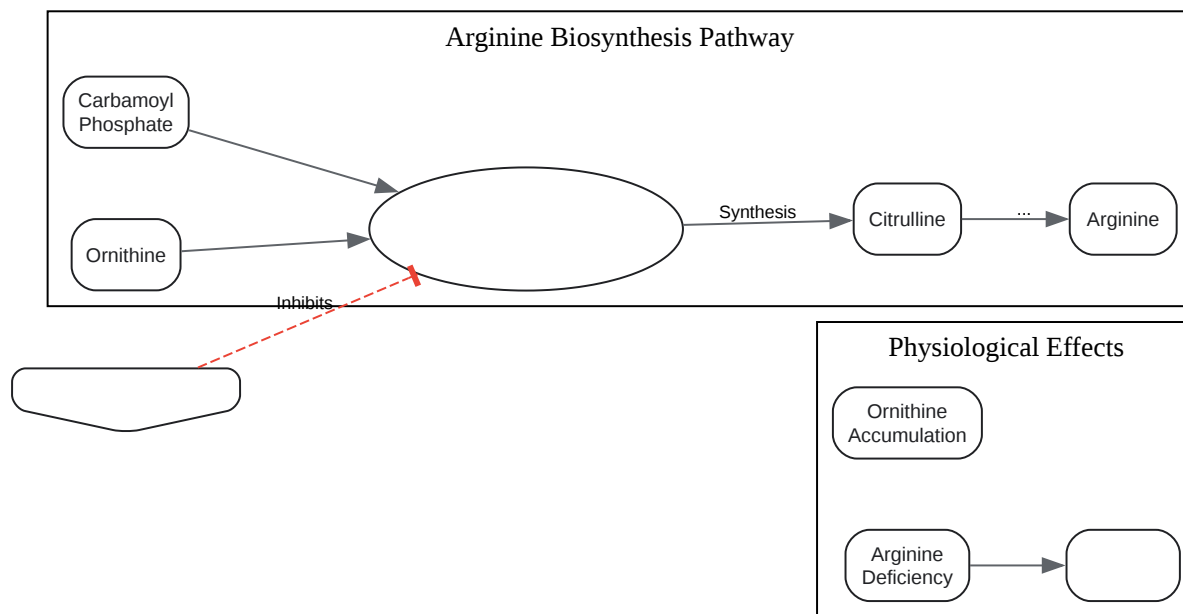 Arginine Biosynthesis Pathway
Carbamoyl
Phosphate
Ornithine
Synthesis
Citrulline
...
Arginine
Inhibits
Physiological Effects
Ornithine
Accumulation
Arginine
Deficiency